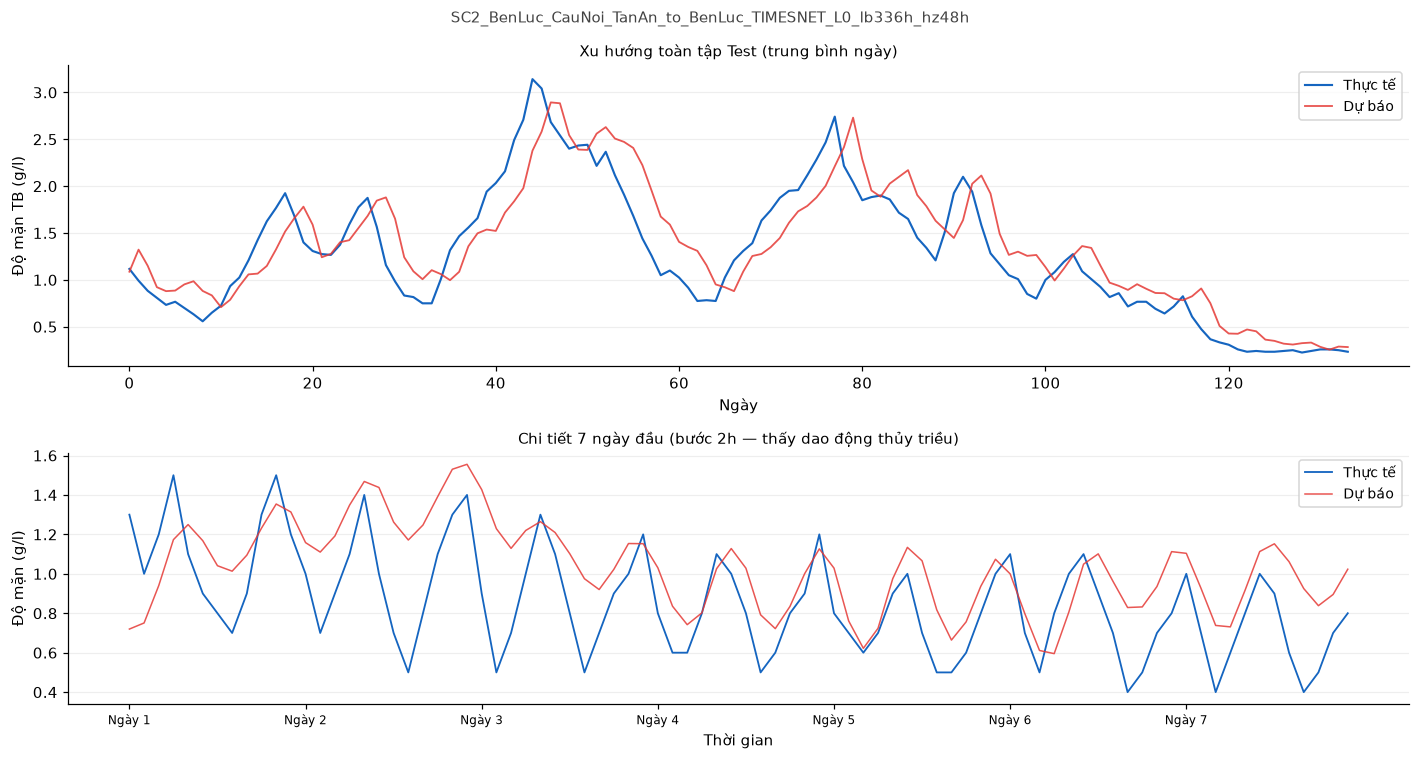 SC2_BenLuc_CauNoi_TanAn_to_BenLuc_TIMESNET_L0_lb336h_hz48h
Xu hướng toàn tập Test (trung bình ngày)
Độ mặn TB (g/l)
3.0
2.5
2.0
1.5
1.0
0.5
Thực tế
Dự báo
0 20 40 60 80 100 120
Ngày
Chi tiết 7 ngày đầu (bước 2h — thấy dao động thủy triều)
Độ mặn (g/l)
1.6
1.4
1.2
1.0
0.8
0.6
0.4
Thực tế
Dự báo
Ngày 1 Ngày 2 Ngày 3 Ngày 4 Ngày 5 Ngày 6 Ngày 7
Thời gian